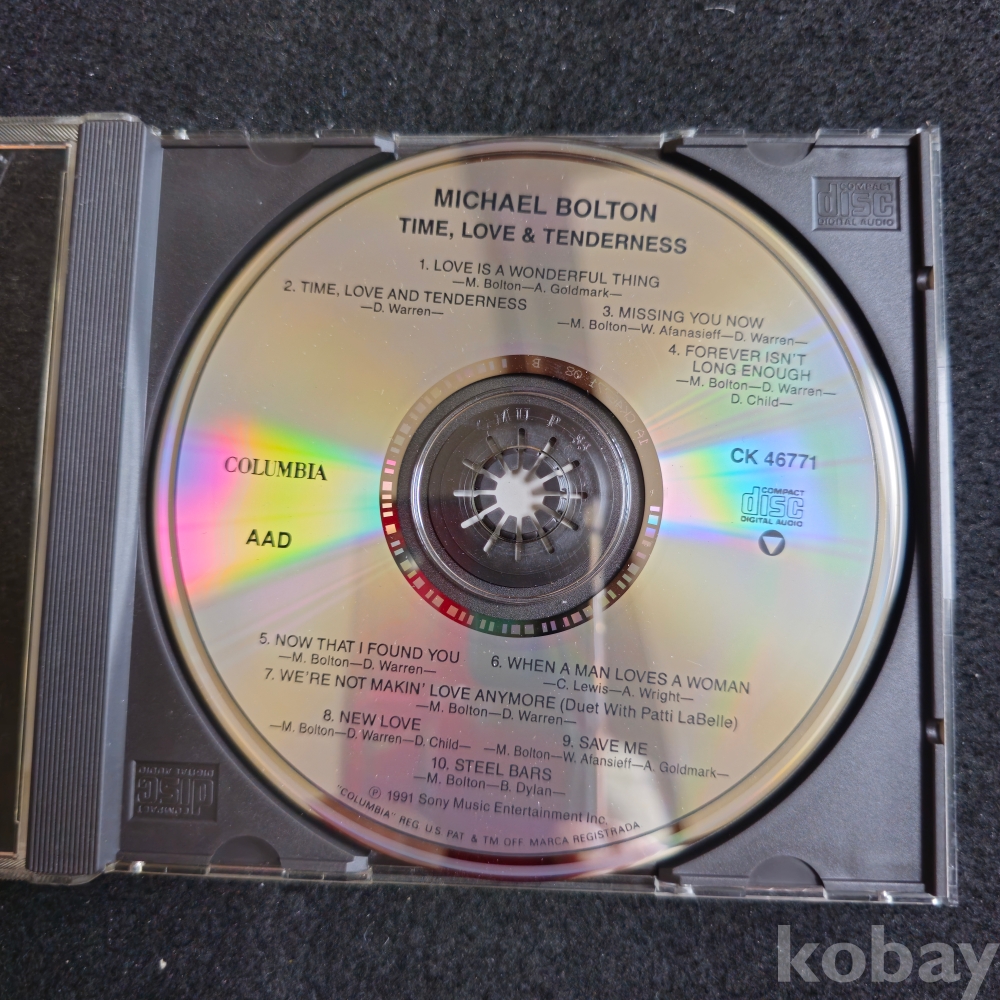 MICHAEL BOLTON
TIME, LOVE & TENDERNESS
1. LOVE IS A WONDERFUL THING
—M. Bolton—A. Goldmark—
2. TIME, LOVE AND TENDERNESS
—D. Warren—
3. MISSING YOU NOW
—M. Bolton—W. Afanasieff—D. Warren—
4. FOREVER ISN'T
LONG ENOUGH
—M. Bolton—D. Warren—
D. Child—
COLUMBIA
AAD
CK 46771
COMPACT
disc
DIGITAL AUDIO
5. NOW THAT I FOUND YOU
—M. Bolton—D. Warren—
6. WHEN A MAN LOVES A WOMAN
—C. Lewis—A. Wright—
7. WE'RE NOT MAKIN' LOVE ANYMORE (Duet With Patti LaBelle)
—M. Bolton—D. Warren—
8. NEW LOVE
—M. Bolton—D. Warren—D. Child—
9. SAVE ME
—M. Bolton—W. Afansieff—A. Goldmark—
10. STEEL BARS
—M. Bolton—B. Dylan—
℗ 1991 Sony Music Entertainment Inc.
"COLUMBIA" REG. U.S. PAT. & TM. OFF. MARCA REGISTRADA
COMPACT
disc
DIGITAL AUDIO
COMPACT
disc
DIGITAL AUDIO
kobay